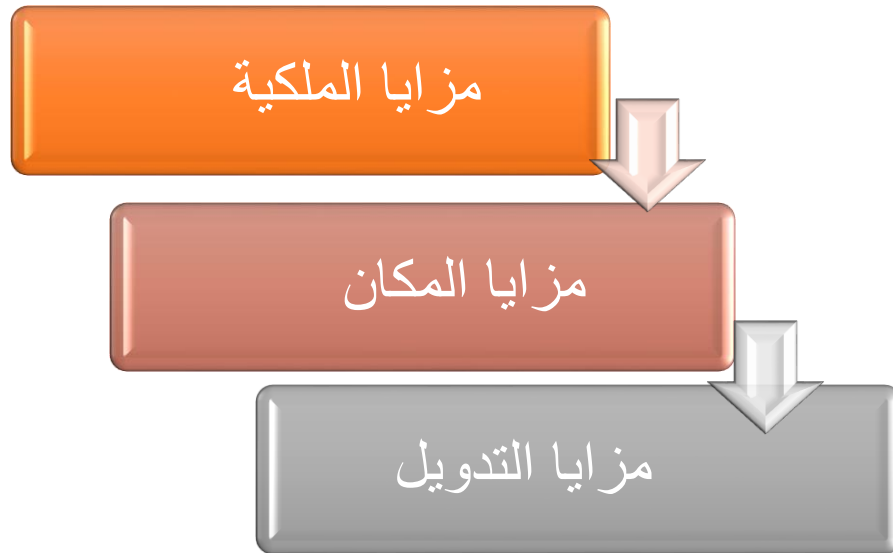 مزايا الملكية
مزايا المكان
مزايا التدويل